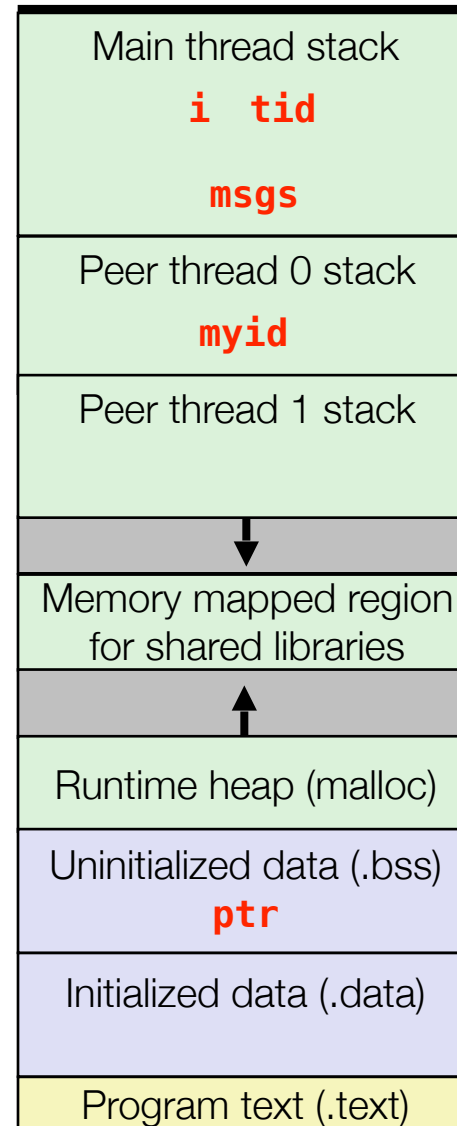 Main thread stack
i tid
msgs
Peer thread 0 stack
myid
Peer thread 1 stack
Memory mapped region
for shared libraries
Runtime heap (malloc)
Uninitialized data (.bss)
ptr
Initialized data (.data)
Program text (.text)